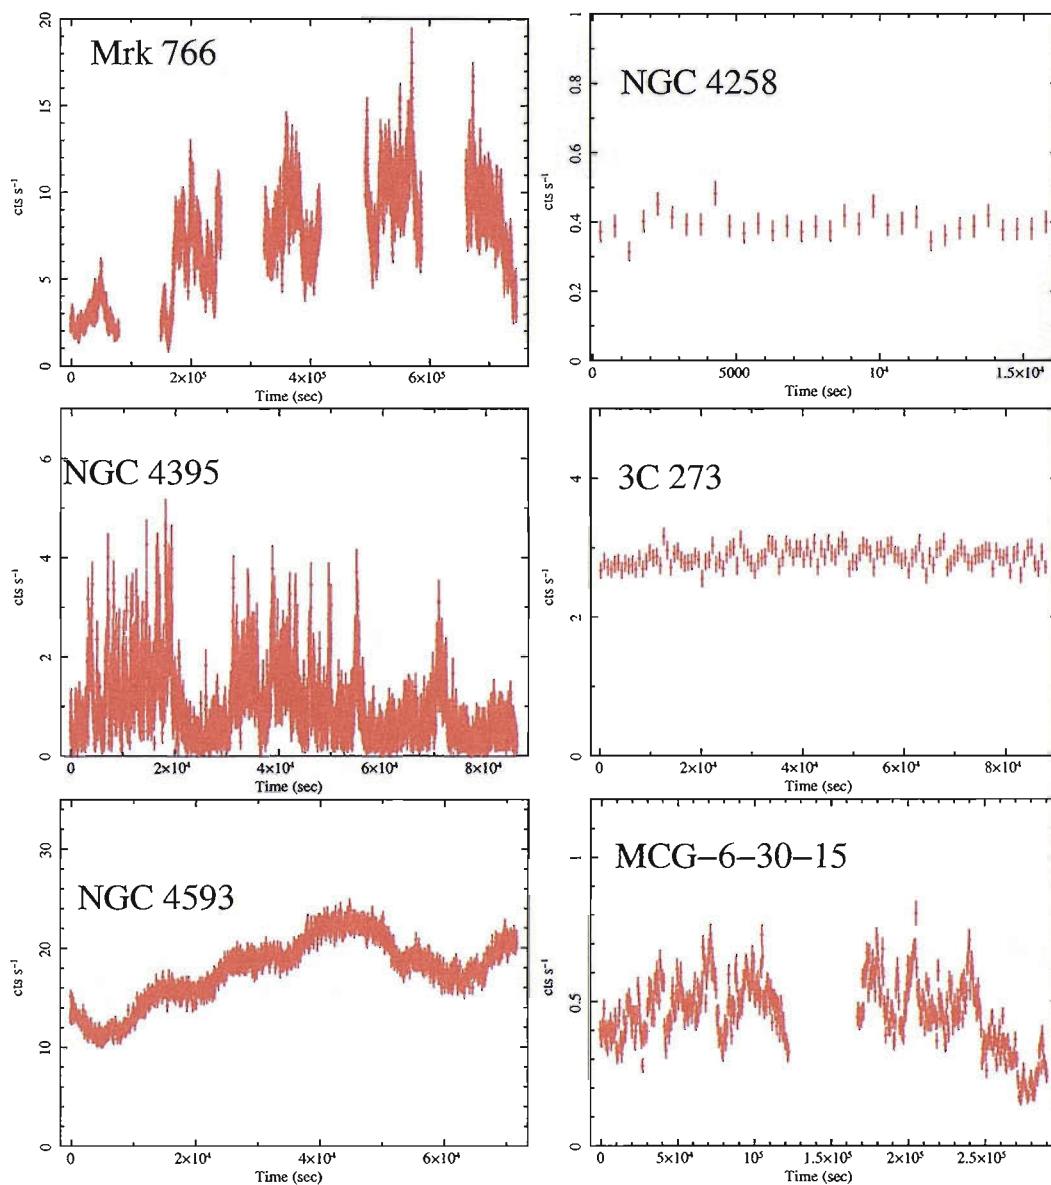 Mrk 766
cts s⁻¹
20
15
10
5
0
0 2×10⁵ 4×10⁵ 6×10⁵
Time (sec)
NGC 4258
cts s⁻¹
1
0.8
0.6
0.4
0.2
0
0 5000 10⁴ 1.5×10⁴
Time (sec)
NGC 4395
cts s⁻¹
6
4
2
0
0 2×10⁴ 4×10⁴ 6×10⁴ 8×10⁴
Time (sec)
3C 273
cts s⁻¹
4
2
0
0 2×10⁴ 4×10⁴ 6×10⁴ 8×10⁴
Time (sec)
NGC 4593
cts s⁻¹
30
20
10
0
0 2×10⁴ 4×10⁴ 6×10⁴
Time (sec)
MCG−6−30−15
cts s⁻¹
1
0.5
0
0 5×10⁴ 10⁵ 1.5×10⁵ 2×10⁵ 2.5×10⁵
Time (sec)